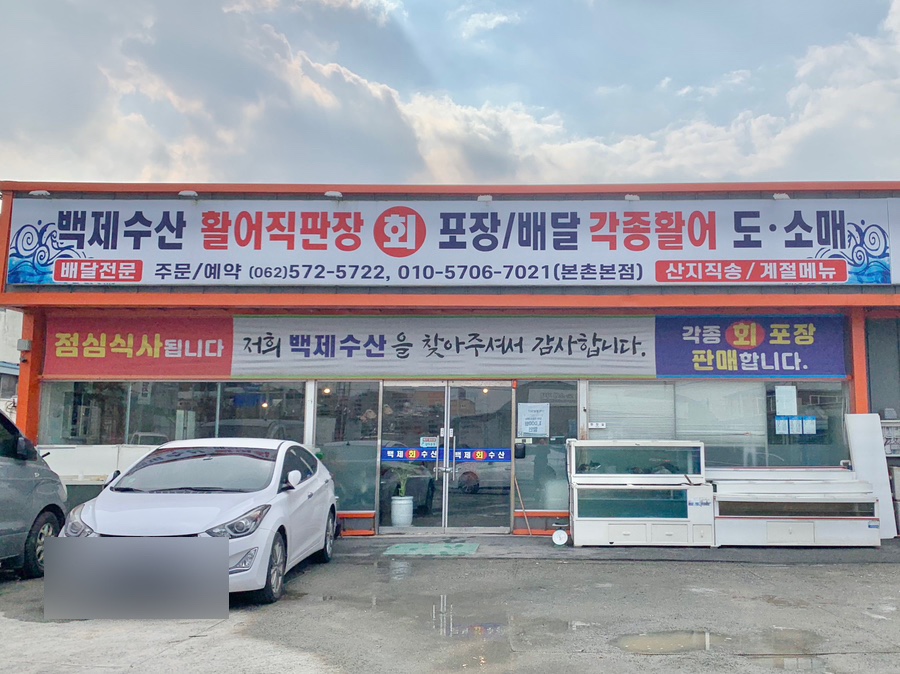 백제수산 활어직판장 회 포장/배달 각종활어 도·소매
배달전문 주문/예약 (062)572-5722, 010-5706-7021(본촌본점) 산지직송/계절메뉴
점심식사됩니다 저희 백제수산을 찾아주셔서 감사합니다. 각종 회 포장
판매합니다.
백제 회 수산 백제 회 수산